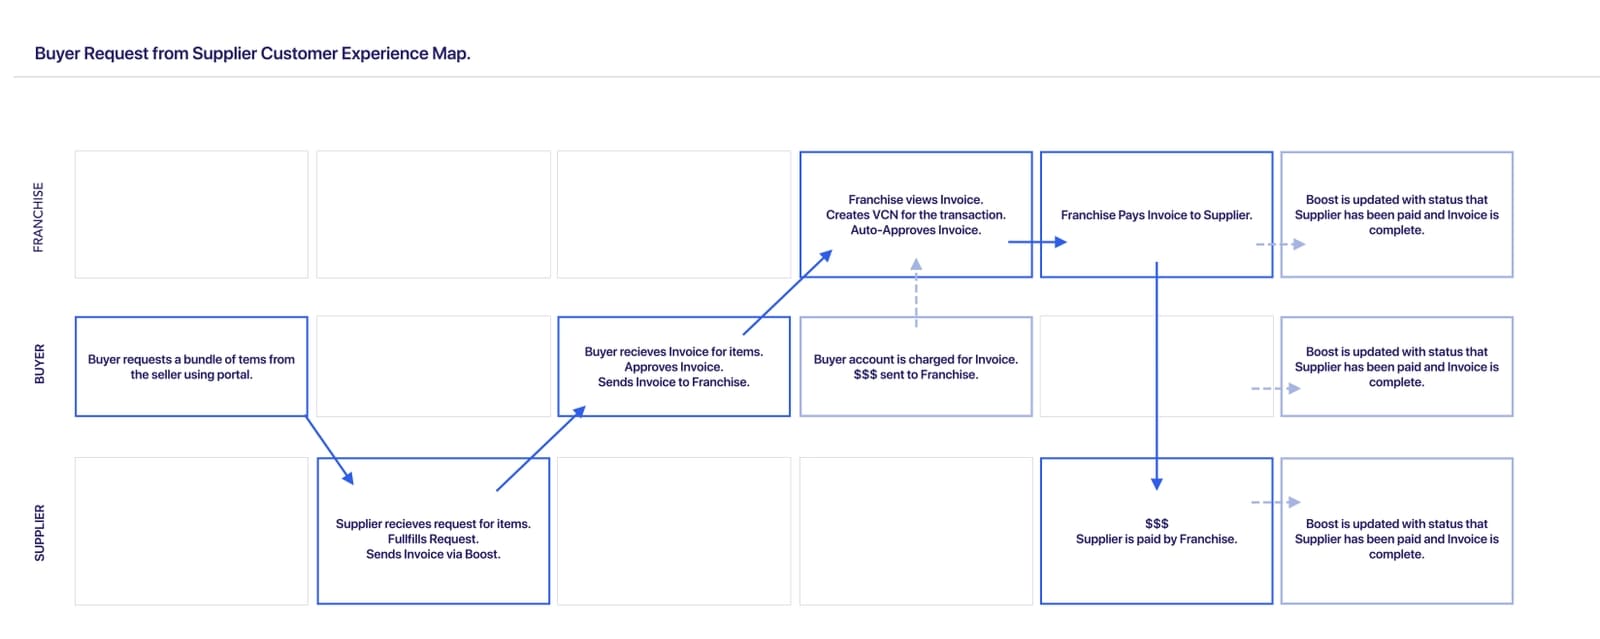 Buyer Request from Supplier Customer Experience Map.
FRANCHISE
Franchise views Invoice.
Creates VCN for the transaction.
Auto-Approves Invoice.
Franchise Pays Invoice to Supplier.
Boost is updated with status that
Supplier has been paid and Invoice is
complete.
BUYER
Buyer requests a bundle of tems from
the seller using portal.
Buyer recieves Invoice for items.
Approves Invoice.
Sends Invoice to Franchise.
Buyer account is charged for Invoice.
$$$ sent to Franchise.
Boost is updated with status that
Supplier has been paid and Invoice is
complete.
SUPPLIER
Supplier recieves request for items.
Fullfills Request.
Sends Invoice via Boost.
$$$
Supplier is paid by Franchise.
Boost is updated with status that
Supplier has been paid and Invoice is
complete.